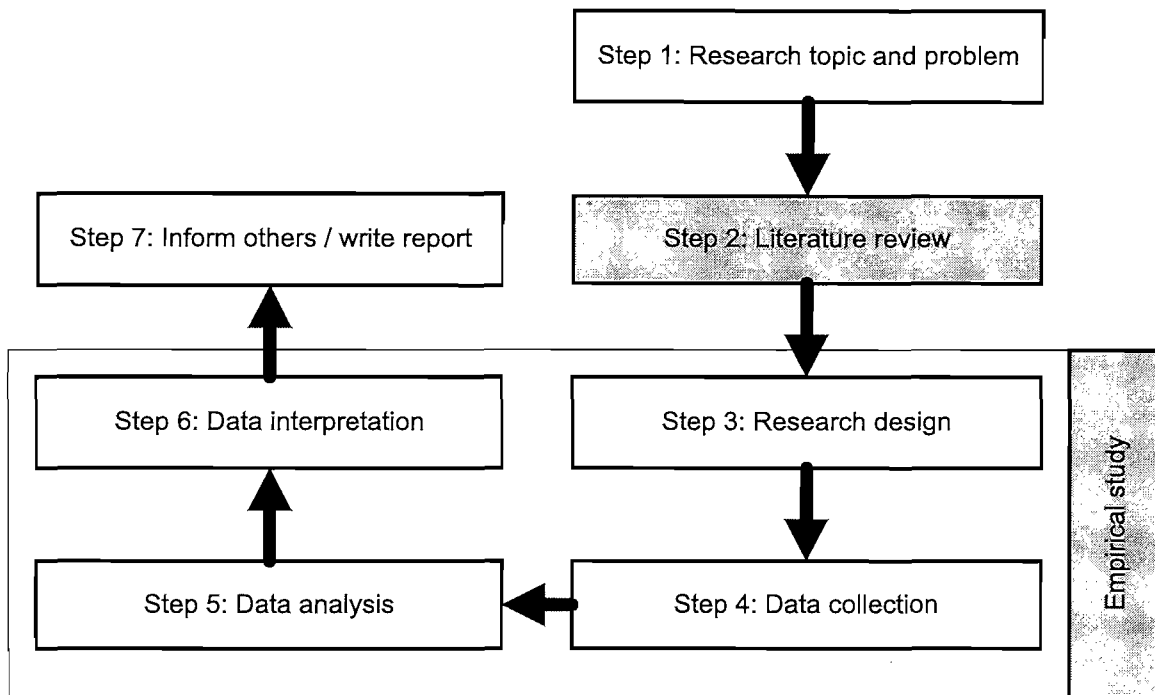 Step 1: Research topic and problem
Step 2: Literature review
Step 3: Research design
Step 4: Data collection
Step 5: Data analysis
Step 6: Data interpretation
Step 7: Inform others / write report
Empirical study